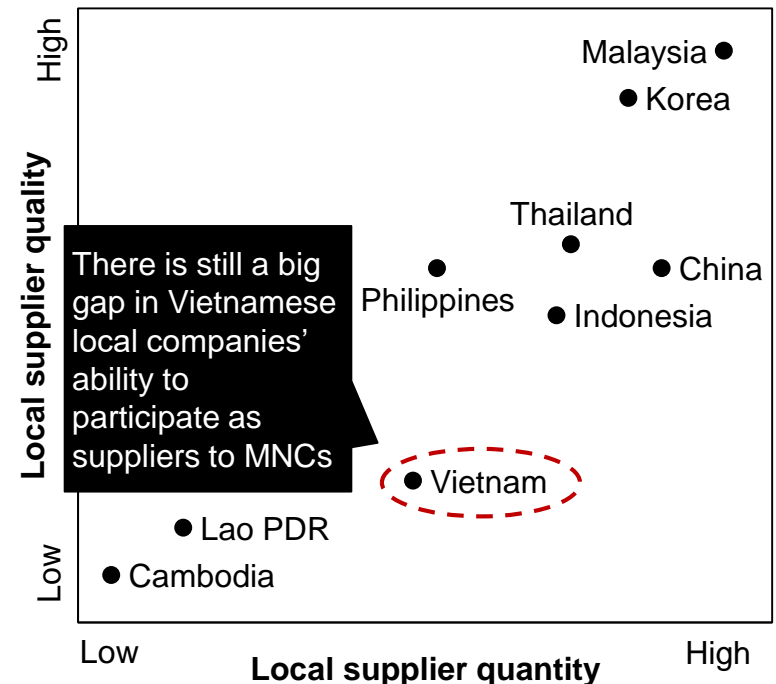 High
Local supplier quality
Low
Malaysia
Korea
Thailand
China
Philippines
Indonesia
There is still a big
gap in Vietnamese
local companies’
ability to
participate as
suppliers to MNCs
Vietnam
Lao PDR
Cambodia
Low
High
Local supplier quantity